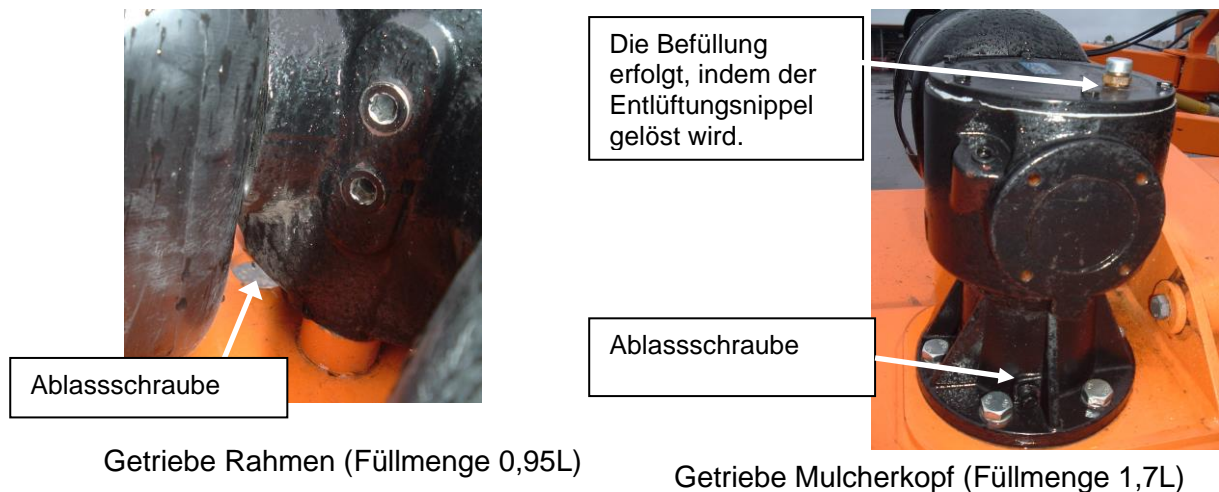 Die Befüllung
erfolgt, indem der
Entlüftungsnippel
gelöst wird.
Ablassschraube
Ablassschraube
Getriebe Rahmen (Füllmenge 0,95L)
Getriebe Mulcherkopf (Füllmenge 1,7L)